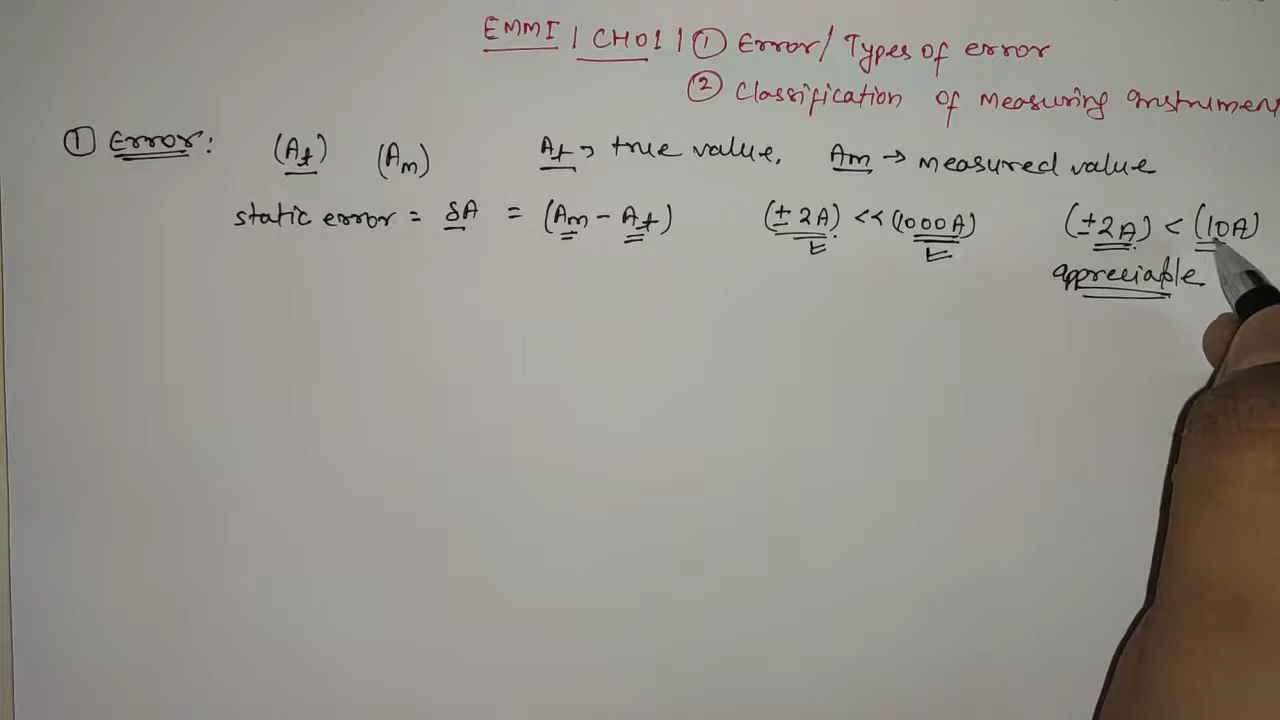 EMMI | CH01 | ① Error/ Types of error
② Classification of Measuring Instrumen
① Error: (At) (Am) At → true value, Am → measured value
static error = δA = (Am - At) (± 2A) << (1000A) (±2A) < (10A)
appreciable